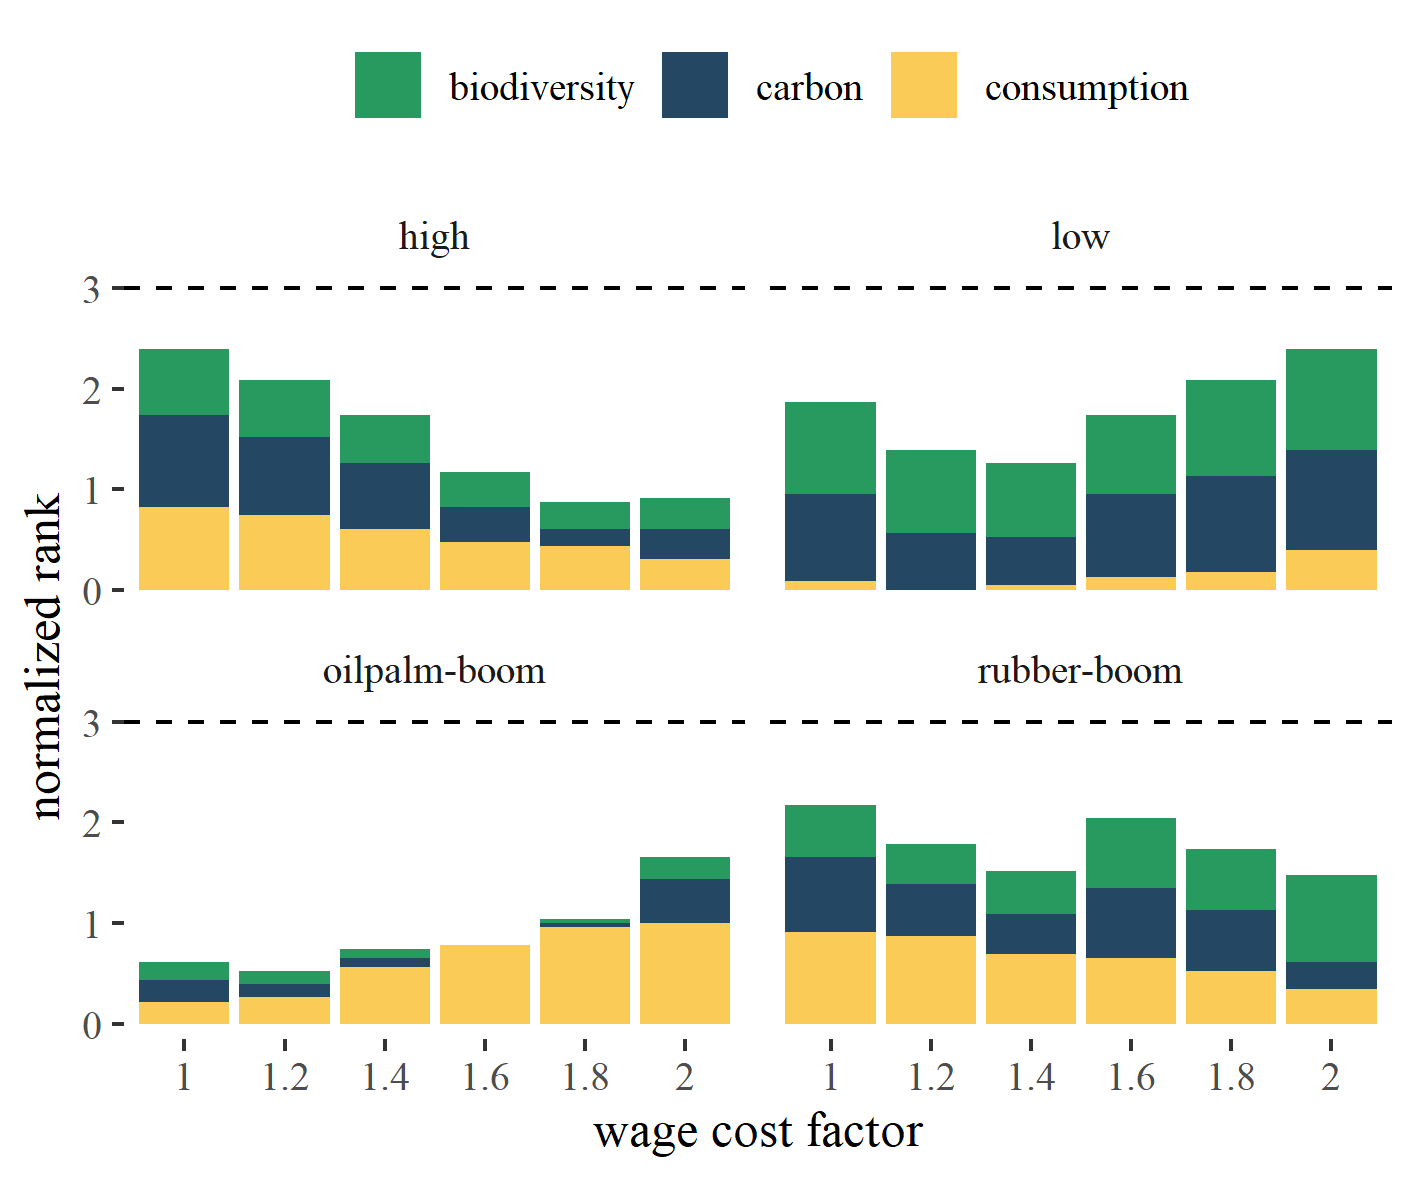 biodiversity carbon consumption
high low
3
2
1
0
oilpalm-boom rubber-boom
3
2
1
0
1 1.2 1.4 1.6 1.8 2 1 1.2 1.4 1.6 1.8 2
wage cost factor
normalized rank